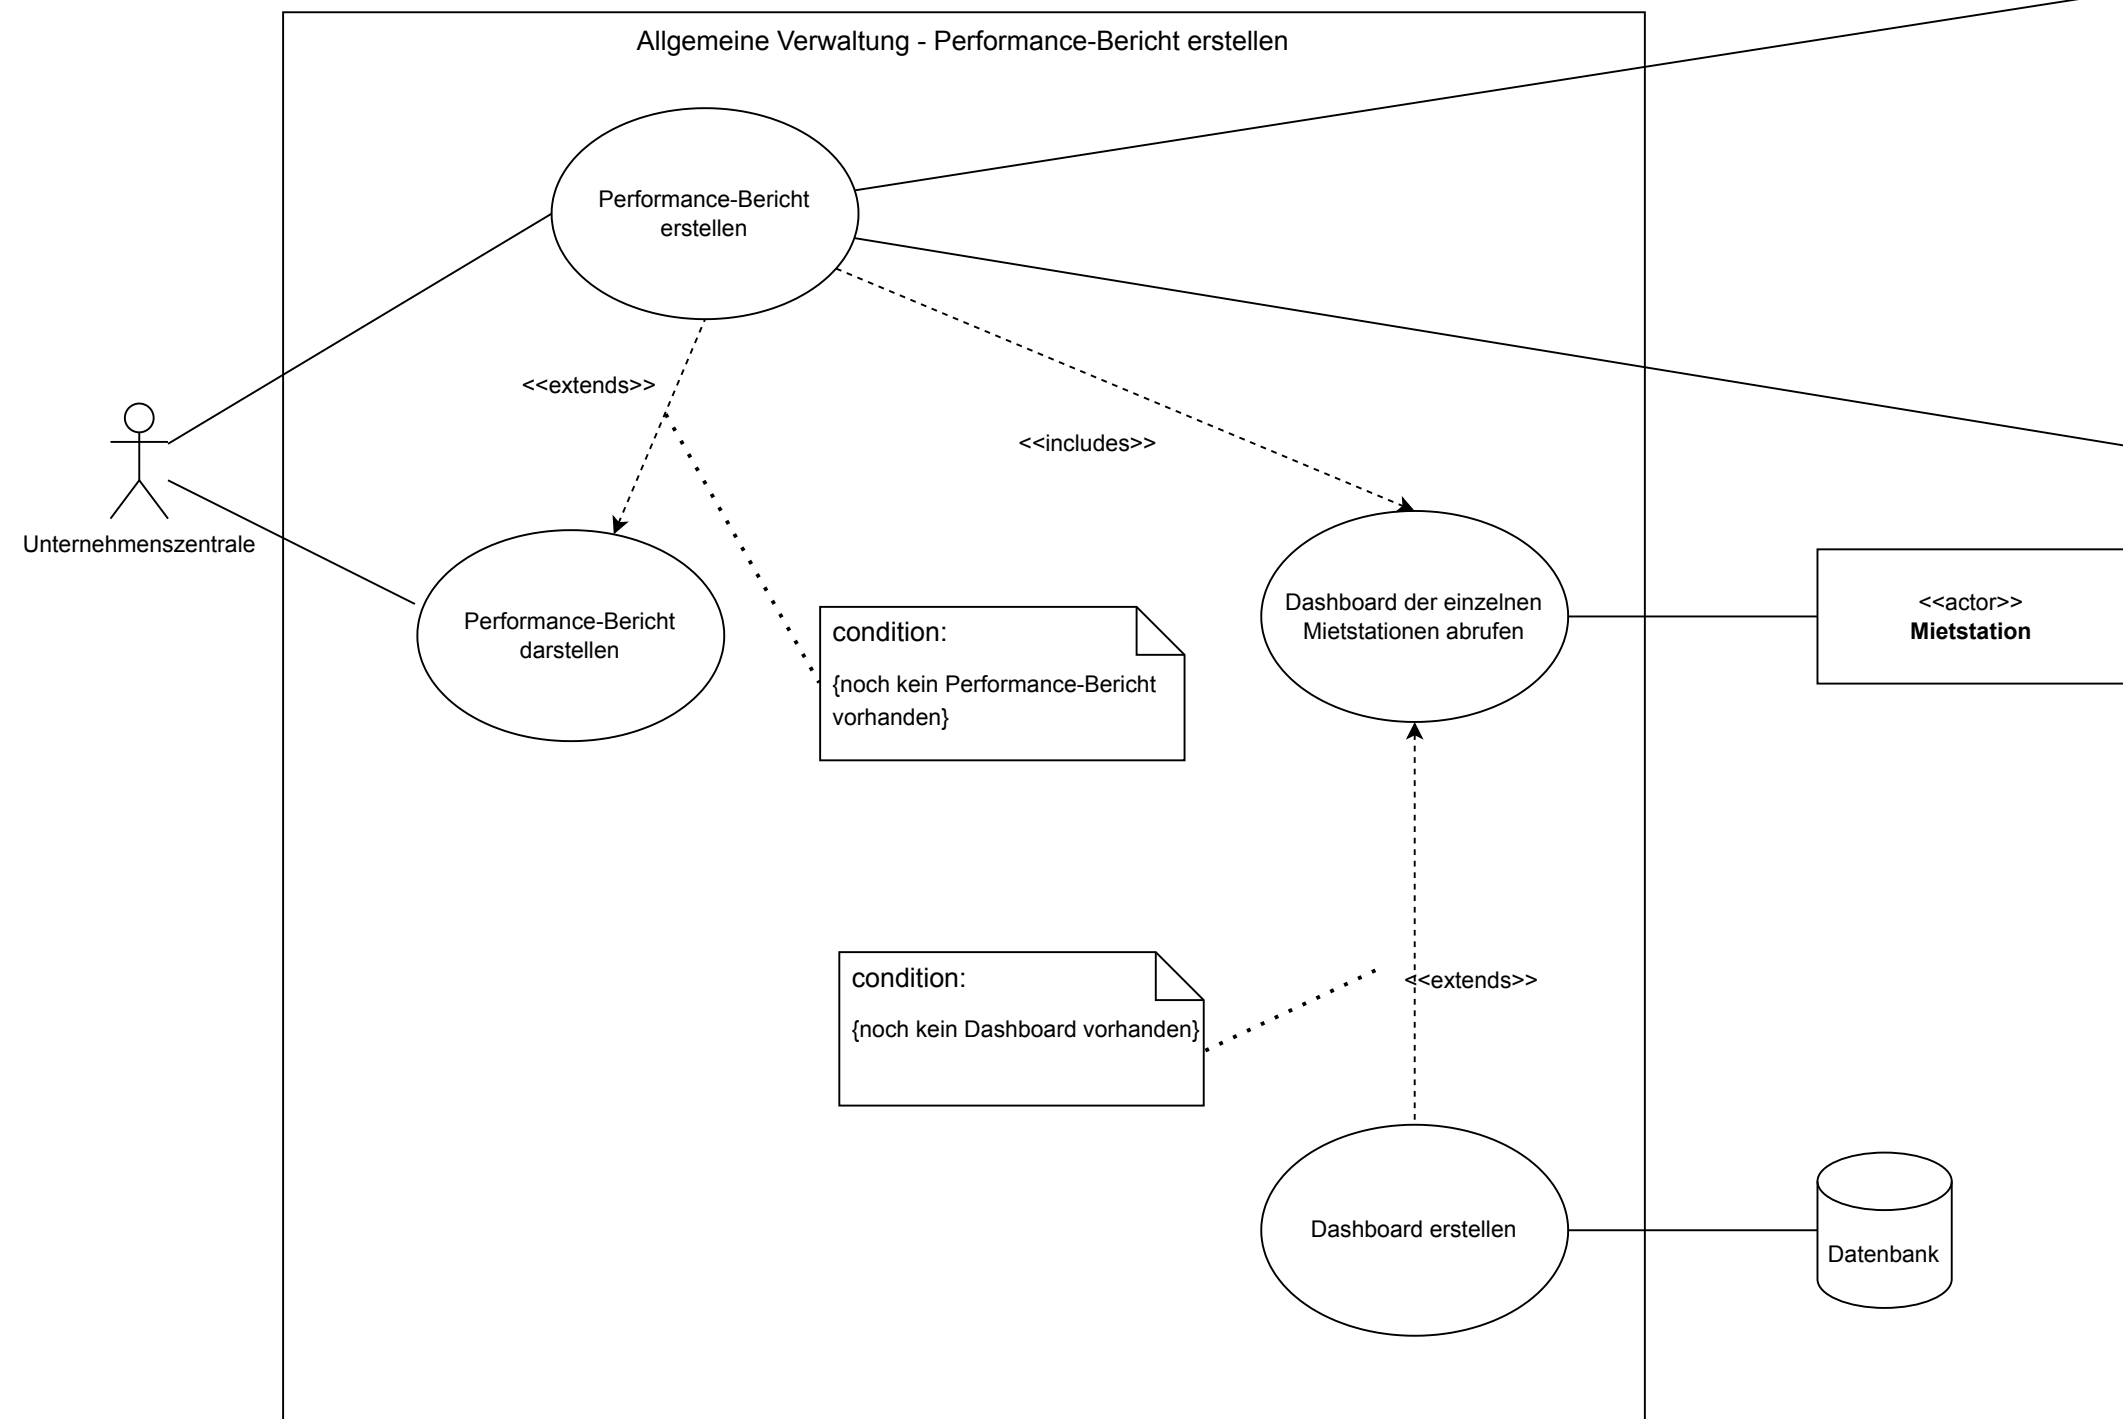 Allgemeine Verwaltung - Performance-Bericht erstellen
Performance-Bericht
erstellen
<<extends>>
<<includes>>
Unternehmenszentrale
Performance-Bericht
darstellen
condition:
{noch kein Performance-Bericht
vorhanden}
Dashboard der einzelnen
Mietstationen abrufen
<<actor>>
Mietstation
condition:
{noch kein Dashboard vorhanden}
<<extends>>
Dashboard erstellen
Datenbank